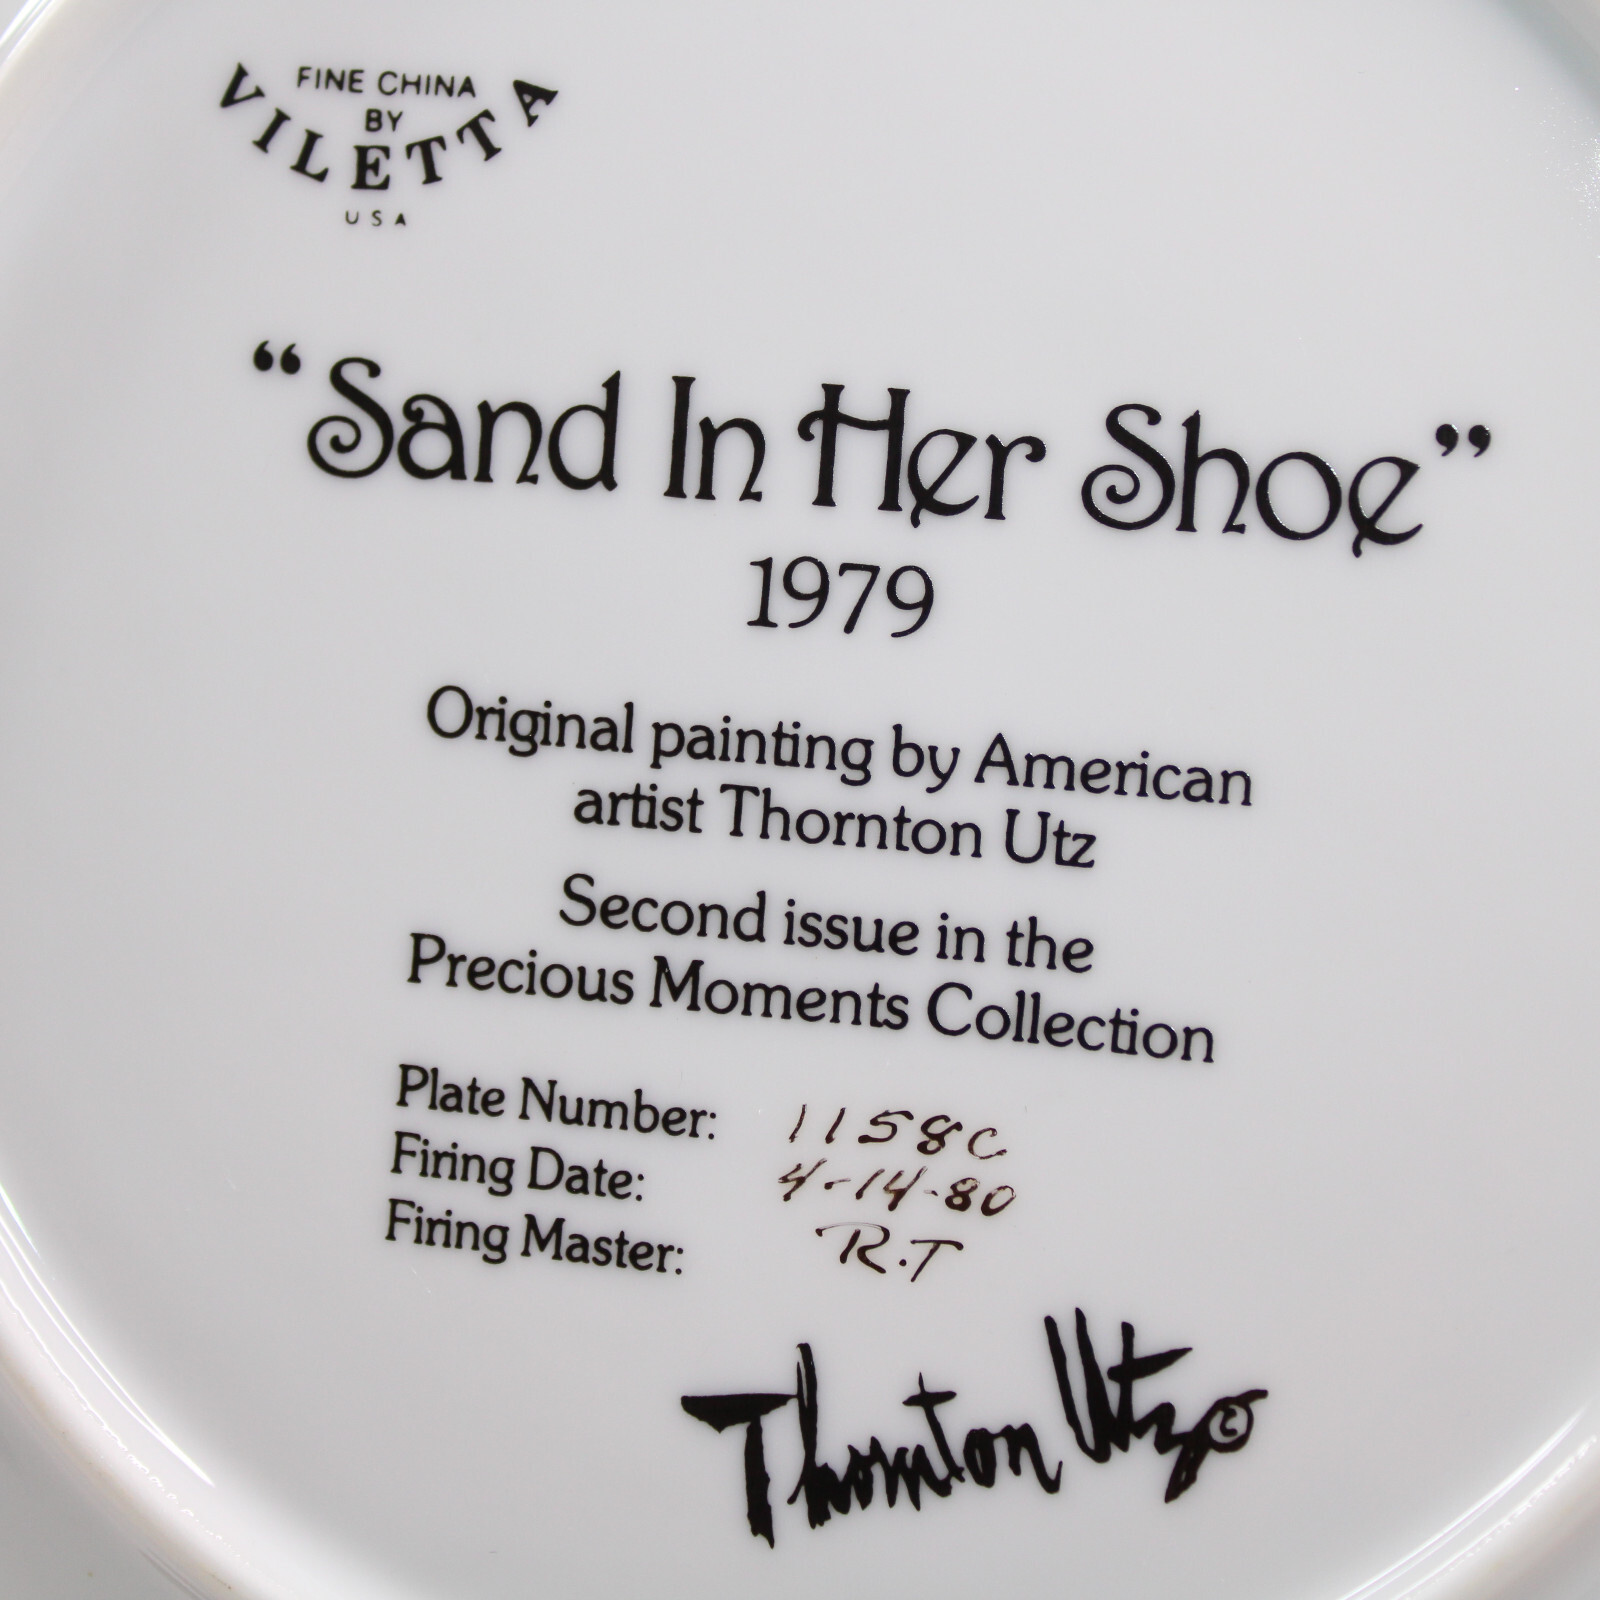 FINE CHINA
BY
VILETTA
USA
“Sand In Her Shoe”
1979
Original painting by American
artist Thornton Utz
Second issue in the
Precious Moments Collection
Plate Number: 1158C
Firing Date: 4-14-80
Firing Master: R.T
Thornton Utz ©